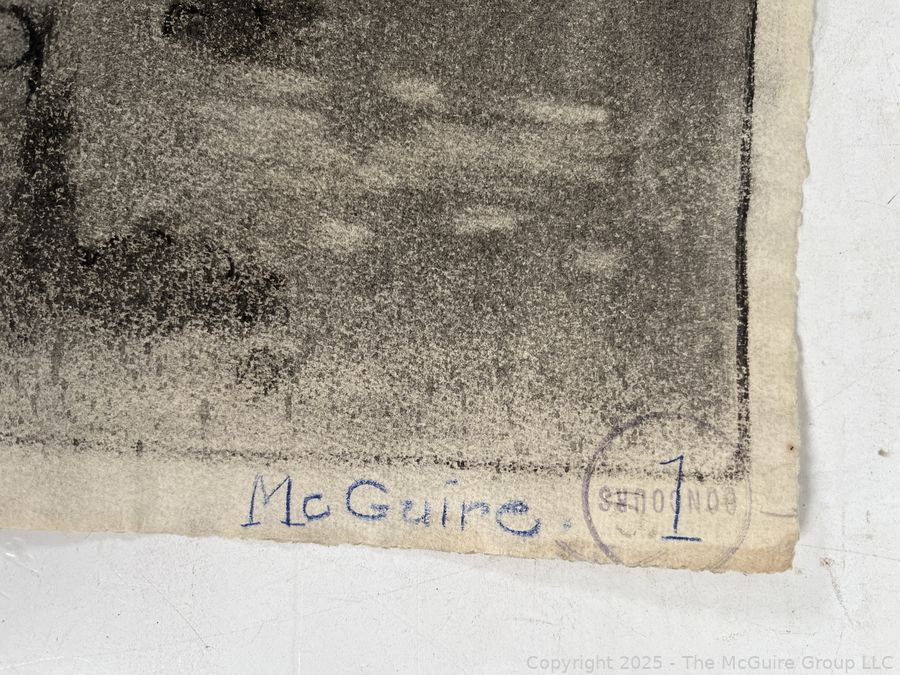 McGuire. 1
Copyright 2025 - The McGuire Group LLC